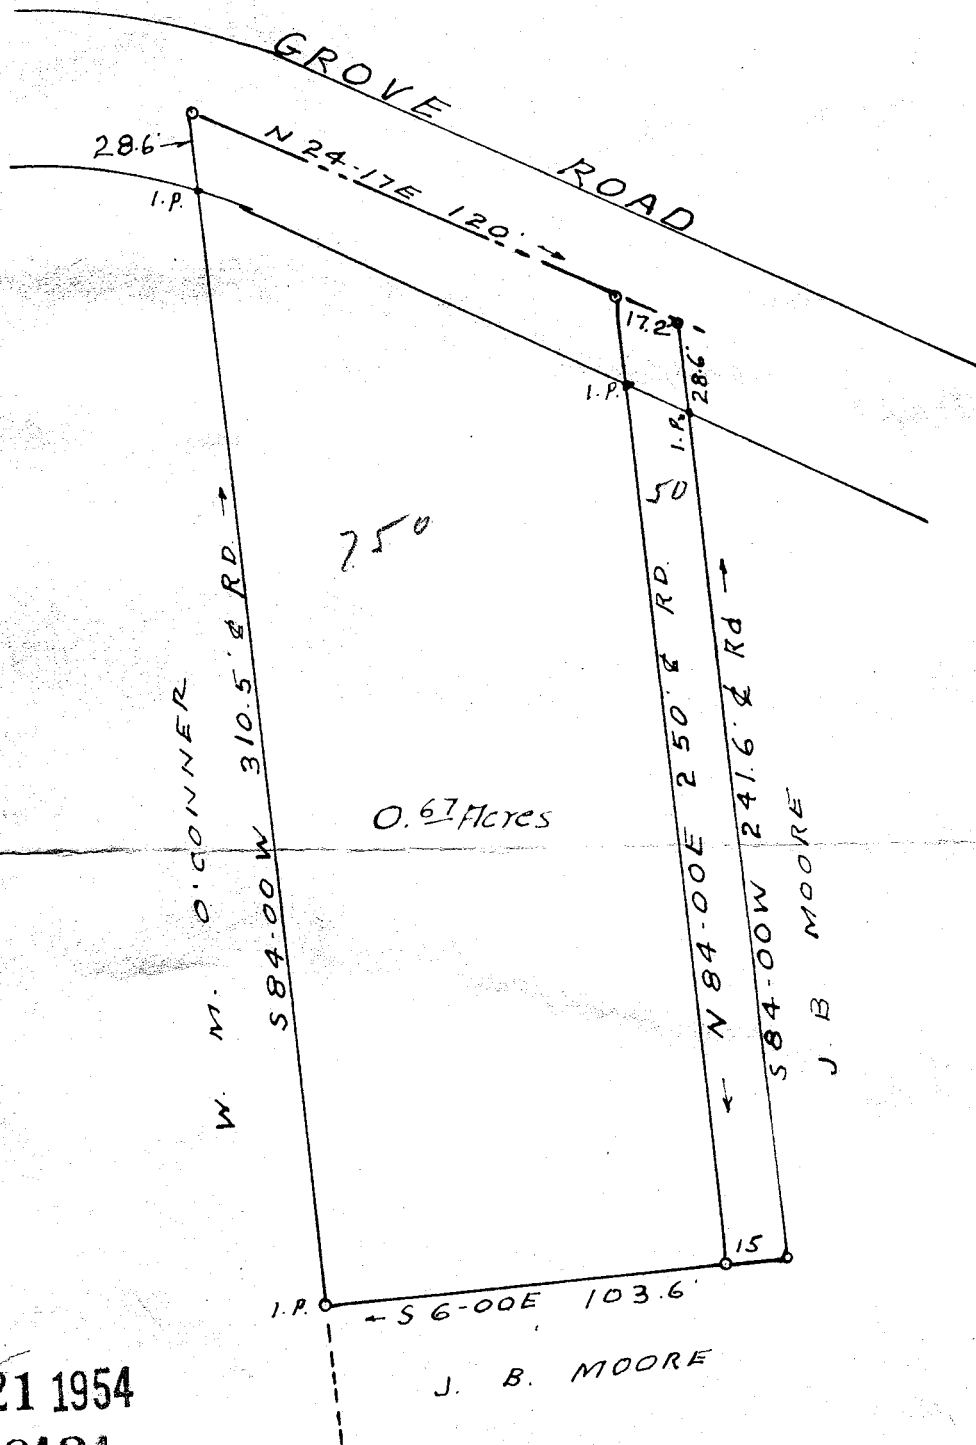 GROVE ROAD
28.6'
N 24-17E 120'
I.P.
17.2'
28.6'
I.P.
I.P.
50
750
W. M. O'CONNER
S 84-00 W 310.5' ℄ RD
0.67 Acres
N 84-00E 250' ℄ RD.
S 84-00W 241.6' ℄ Rd
J. B MOORE
15
I.P.
S 6-00E 103.6'
J. B. MOORE
21 1954